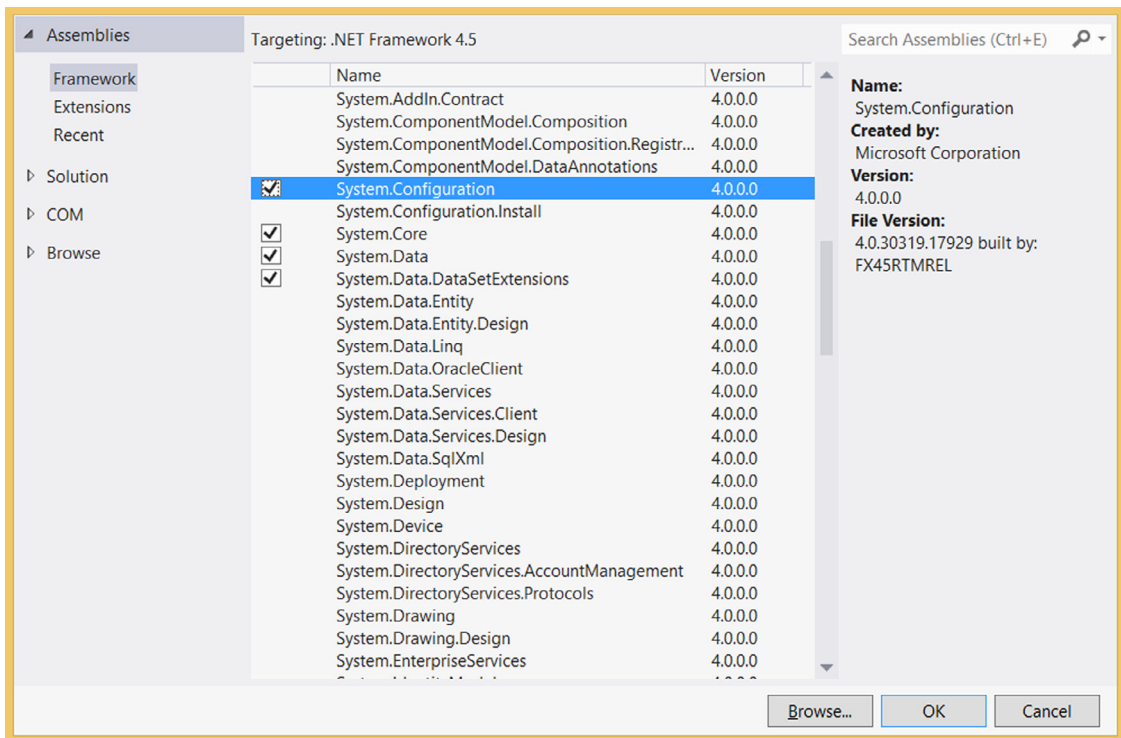 Assemblies
Framework
Extensions
Recent
Solution
COM
Browse
Targeting: .NET Framework 4.5
Search Assemblies (Ctrl+E)
Name Version
System.AddIn.Contract 4.0.0.0
System.ComponentModel.Composition 4.0.0.0
System.ComponentModel.Composition.Registr... 4.0.0.0
System.ComponentModel.DataAnnotations 4.0.0.0
System.Configuration 4.0.0.0
System.Configuration.Install 4.0.0.0
System.Core 4.0.0.0
System.Data 4.0.0.0
System.Data.DataSetExtensions 4.0.0.0
System.Data.Entity 4.0.0.0
System.Data.Entity.Design 4.0.0.0
System.Data.Linq 4.0.0.0
System.Data.OracleClient 4.0.0.0
System.Data.Services 4.0.0.0
System.Data.Services.Client 4.0.0.0
System.Data.Services.Design 4.0.0.0
System.Data.SqlXml 4.0.0.0
System.Deployment 4.0.0.0
System.Design 4.0.0.0
System.Device 4.0.0.0
System.DirectoryServices 4.0.0.0
System.DirectoryServices.AccountManagement 4.0.0.0
System.DirectoryServices.Protocols 4.0.0.0
System.Drawing 4.0.0.0
System.Drawing.Design 4.0.0.0
System.EnterpriseServices 4.0.0.0
Name:
System.Configuration
Created by:
Microsoft Corporation
Version:
4.0.0.0
File Version:
4.0.30319.17929 built by:
FX45RTMREL
Browse... OK Cancel